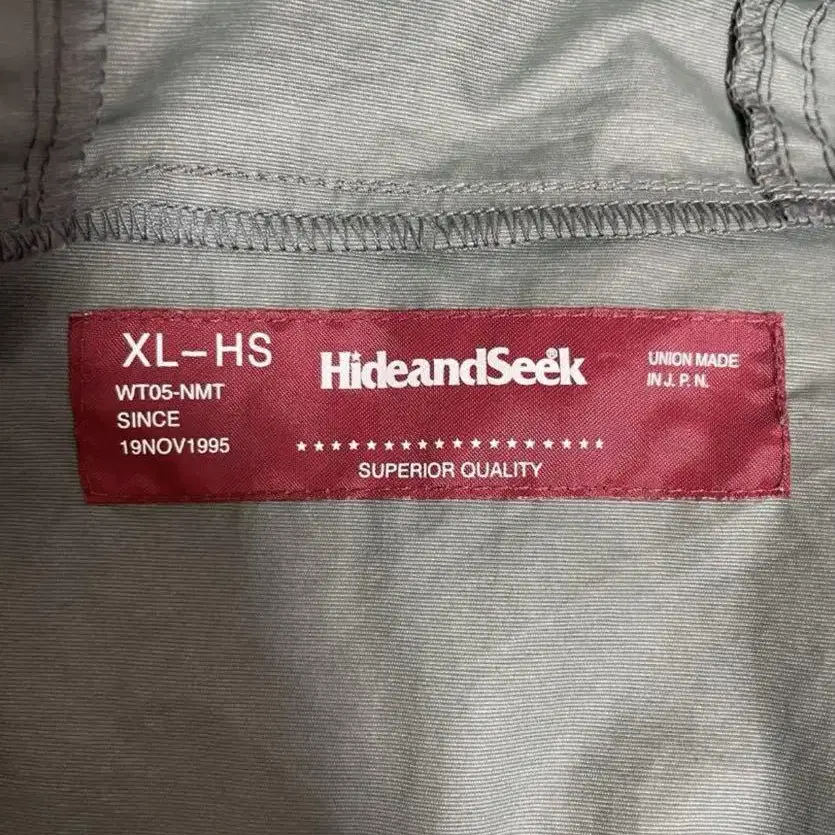 XL-HS
WT05-NMT
SINCE
19NOV1995
HideandSeek®
★★★★★★★★★★★★★★★★★★
SUPERIOR QUALITY
UNION MADE
IN J. P. N.